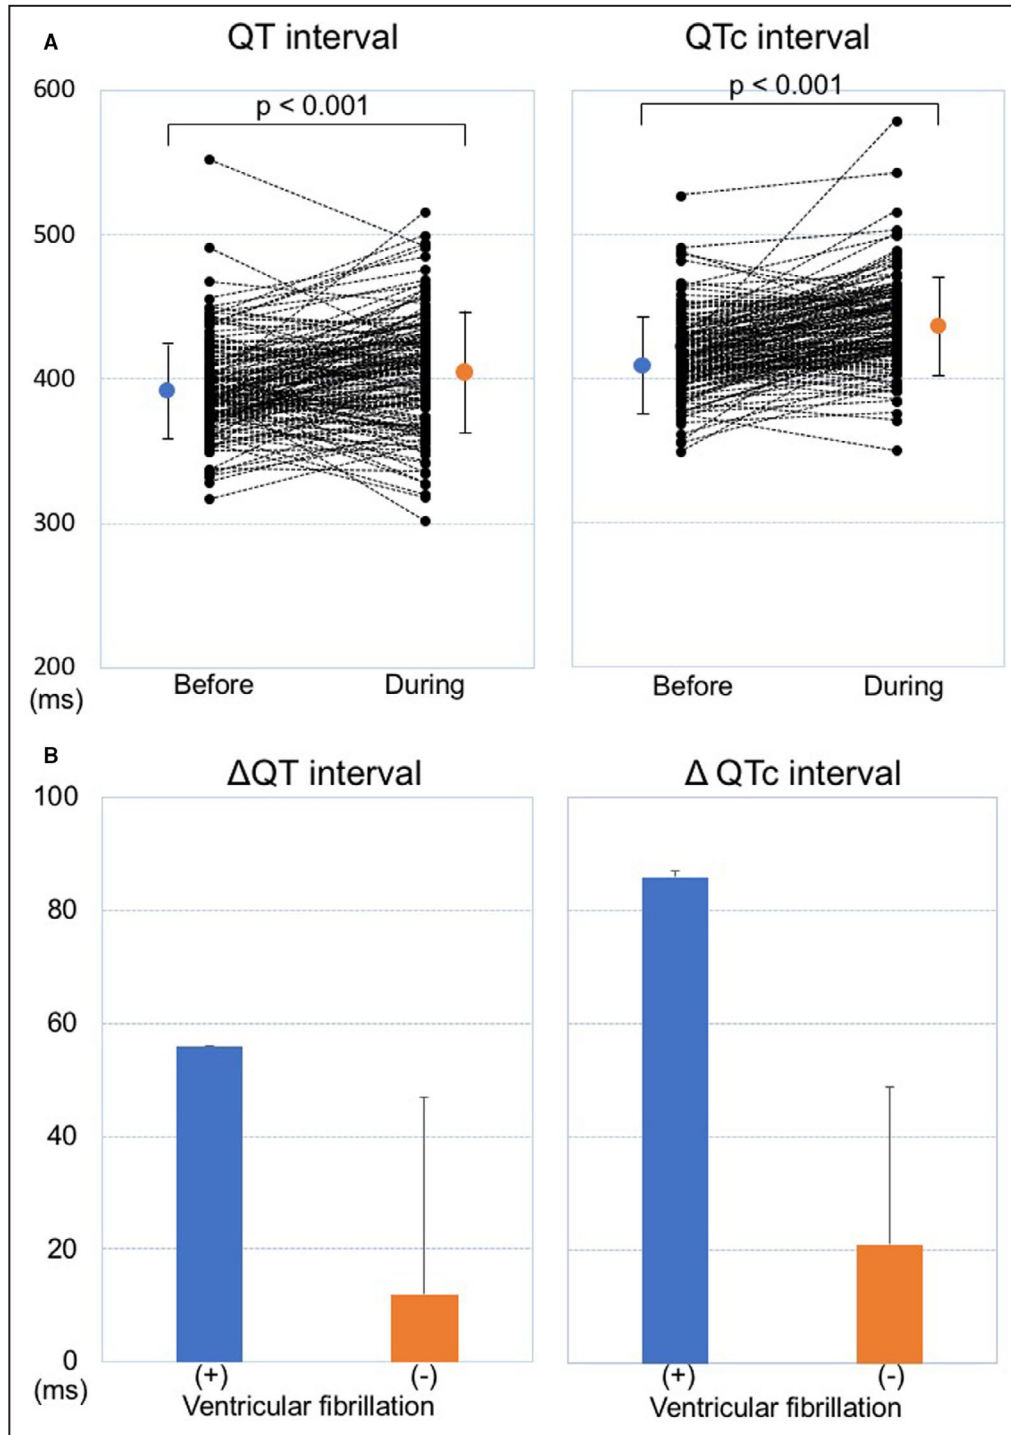 A
QT interval
QTc interval
600
p < 0.001
p < 0.001
500
400
300
200
(ms)
Before
During
Before
During
B
ΔQT interval
Δ QTc interval
100
80
60
40
20
0
(ms)
(+)
(-)
(+)
(-)
Ventricular fibrillation
Ventricular fibrillation